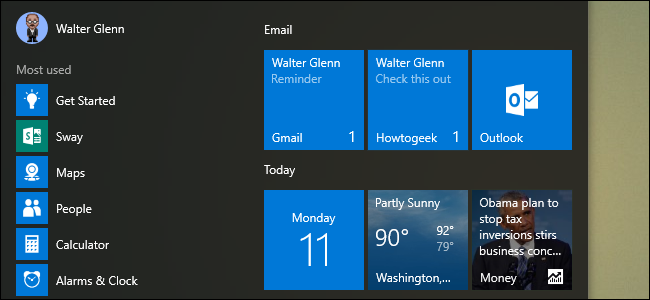 Walter Glenn
Most used
Get Started
Sway
Maps
People
Calculator
Alarms & Clock
Email
Walter Glenn
Reminder
Gmail 1
Walter Glenn
Check this out
Howtogeek 1
Outlook
Today
Monday
11
Partly Sunny
90° 92°
79°
Washington,...
Obama plan to
stop tax
inversions stirs
business conc...
Money